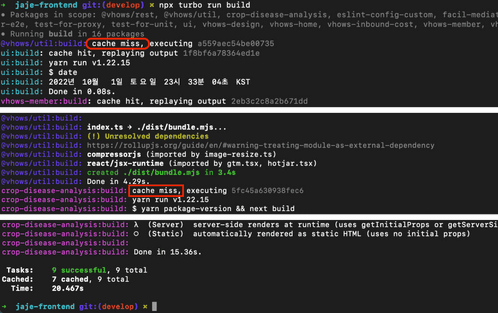 ➜  jaje-frontend git:(develop) ✗ npx turbo run build
• Packages in scope: @vhows/rest, @vhows/util, crop-disease-analysis, eslint-config-custom, facil-mediat
r-e2e, test-for-proxy, test-for-unit, ui, vhows-design, vhows-home, vhows-inbound-cost, vhows-member, v
• Running build in 16 packages
@vhows/util:build: cache miss, executing a559aec54be00735
ui:build: cache hit, replaying output 1f8bf6a78364ed1e
ui:build: yarn run v1.22.15
ui:build: $ date
ui:build: 2022년 10월  1일 토요일 23시 33분 04초 KST
ui:build: Done in 0.08s.
vhows-member:build: cache hit, replaying output 2eb3c2c8a2b671dd
@vhows/util:build:
@vhows/util:build: index.ts → ./dist/bundle.mjs...
@vhows/util:build: (!) Unresolved dependencies
@vhows/util:build: https://rollupjs.org/guide/en/#warning-treating-module-as-external-dependency
@vhows/util:build: compressorjs (imported by image-resize.ts)
@vhows/util:build: react/jsx-runtime (imported by gtm.tsx, hotjar.tsx)
@vhows/util:build: created ./dist/bundle.mjs in 3.4s
@vhows/util:build: Done in 4.29s.
crop-disease-analysis:build: cache miss, executing 5fc45a630938fec6
crop-disease-analysis:build: yarn run v1.22.15
crop-disease-analysis:build: $ yarn package-version && next build
crop-disease-analysis:build: λ  (Server)  server-side renders at runtime (uses getInitialProps or getServerSi
crop-disease-analysis:build: ○  (Static)  automatically rendered as static HTML (uses no initial props)
crop-disease-analysis:build:
crop-disease-analysis:build: Done in 15.36s.
Tasks:    9 successful, 9 total
Cached:    7 cached, 9 total
Time:    20.467s
➜  jaje-frontend git:(develop) ✗